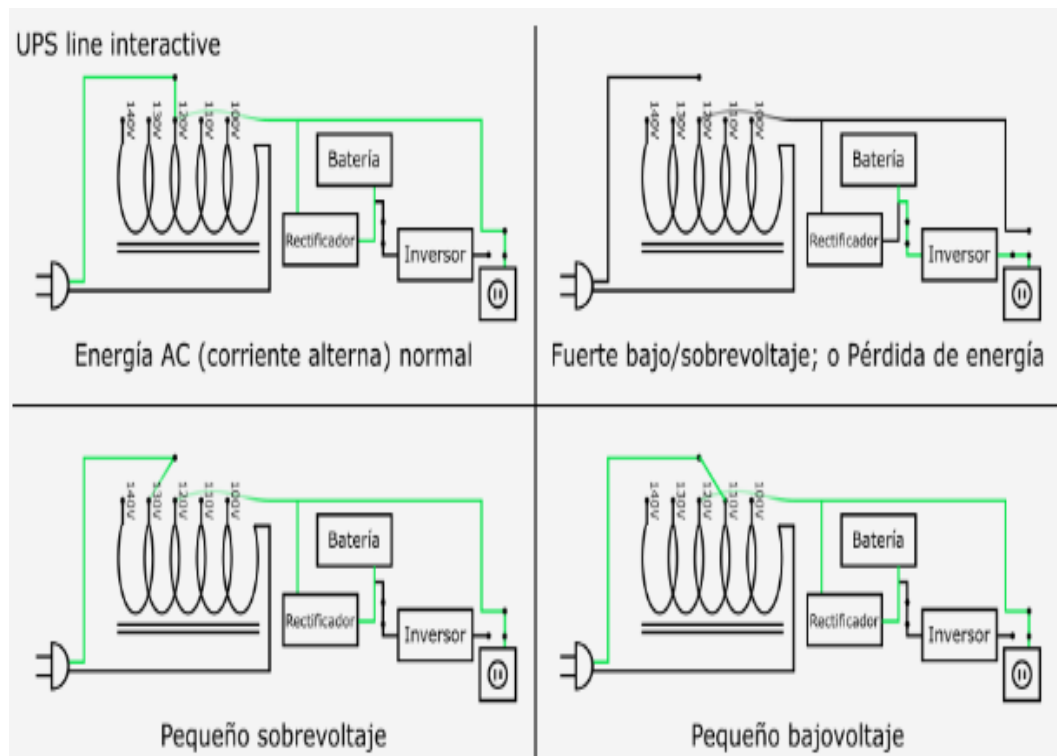 UPS line interactive
140V 130V 120V 110V 100V
Batería
Rectificador
Inversor
Energía AC (corriente alterna) normal
140V 130V 120V 110V 100V
Batería
Rectificador
Inversor
Fuerte bajo/sobrevoltaje; o Pérdida de energía
140V 130V 120V 110V 100V
Batería
Rectificador
Inversor
Pequeño sobrevoltaje
140V 130V 120V 110V 100V
Batería
Rectificador
Inversor
Pequeño bajovoltaje